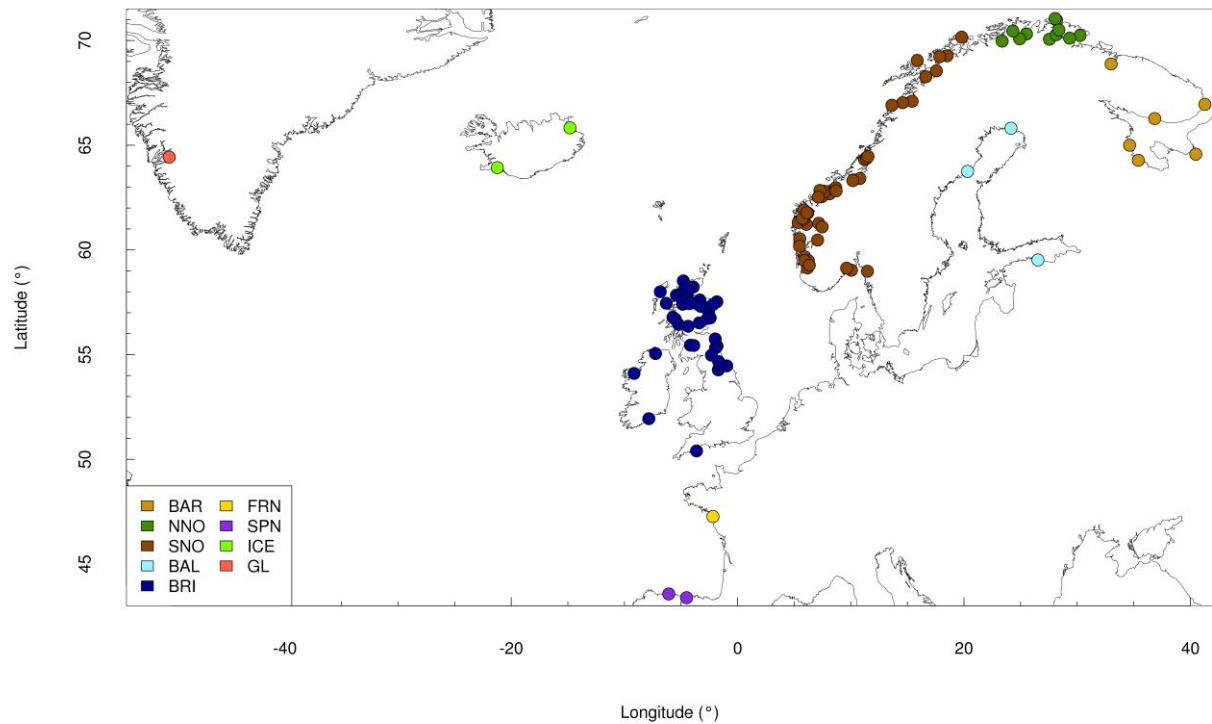 70
65
60
55
50
45
Latitude (°)
BAR FRN
NNO SPN
SNO ICE
BAL GL
BRI
-40 -20 0 20 40
Longitude (°)